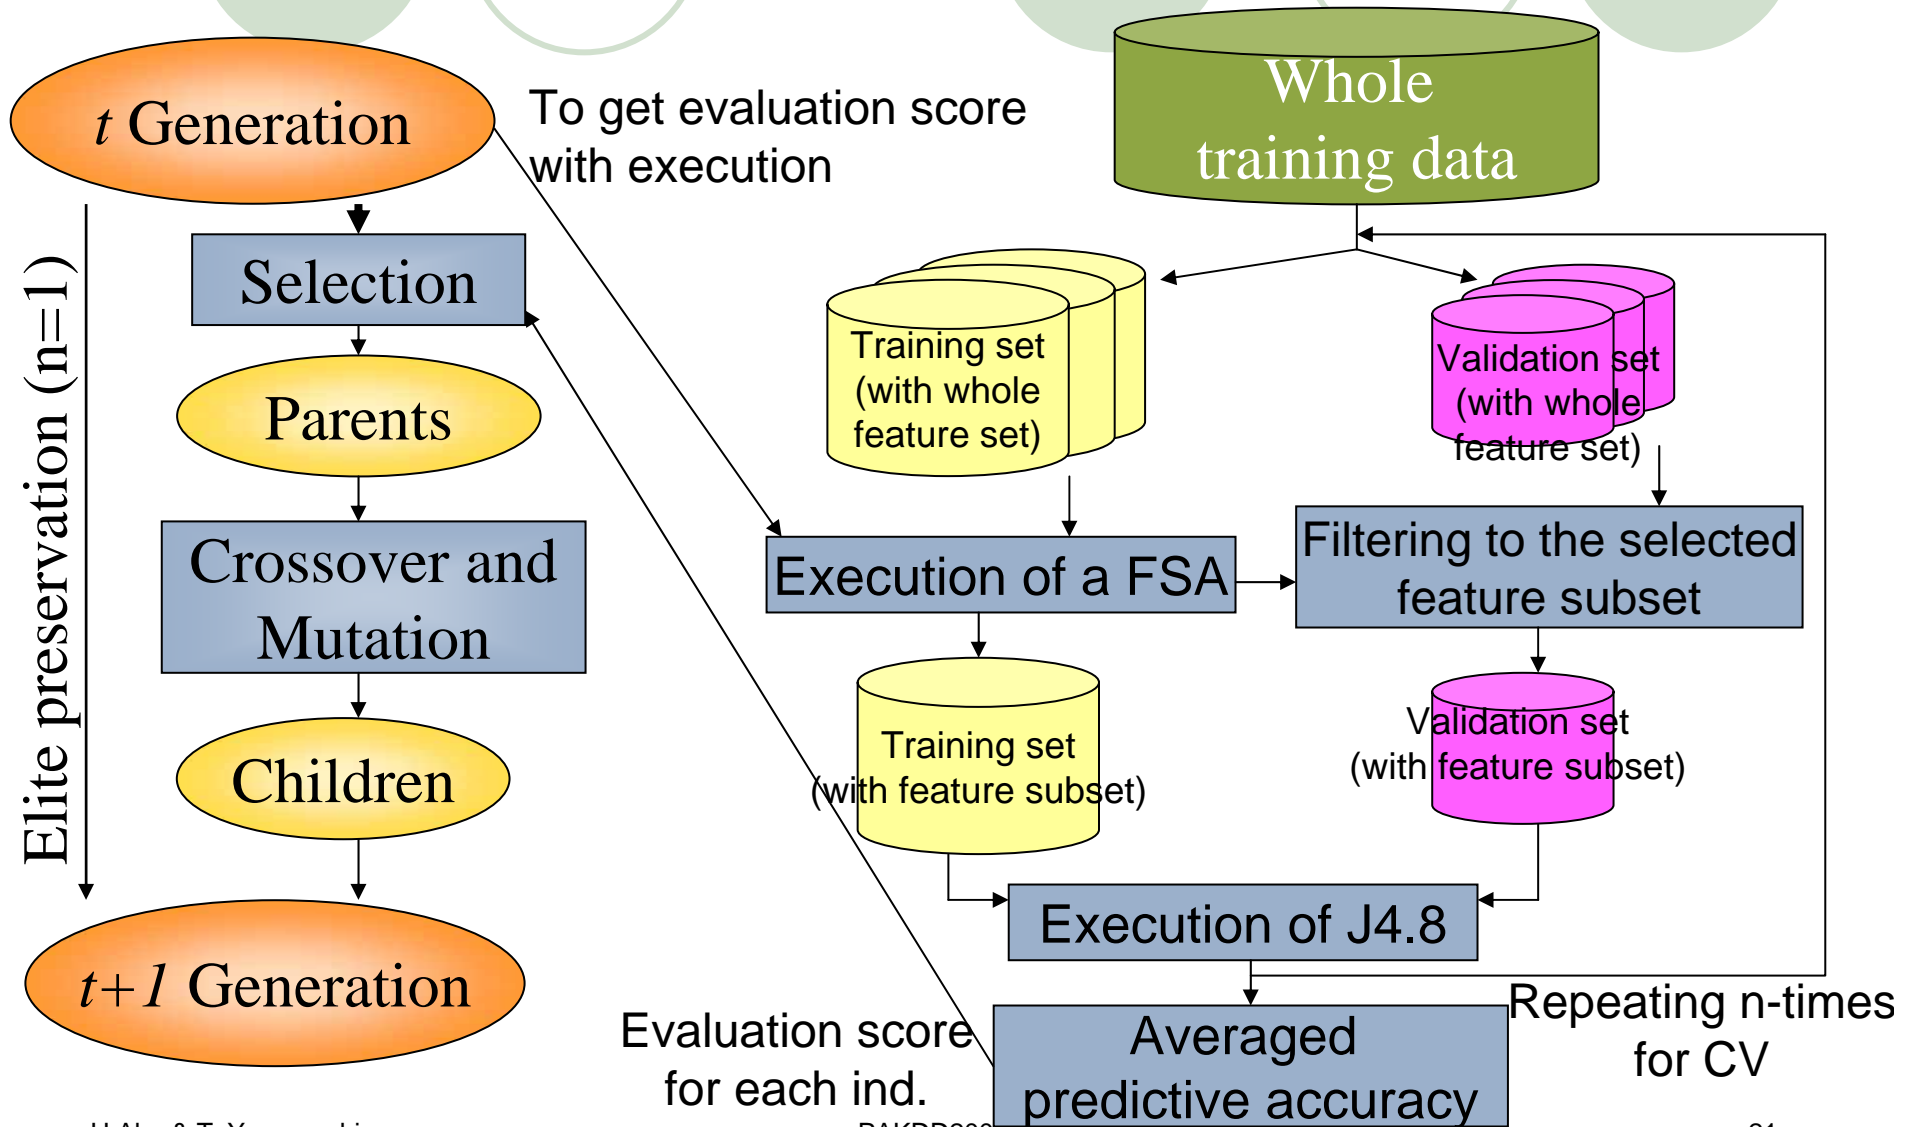 t Generation
To get evaluation score
with execution
Whole
training data
Elite preservation (n=1)
Selection
Parents
Crossover and
Mutation
Children
t+1 Generation
Training set
(with whole
feature set)
Validation set
(with whole
feature set)
Execution of a FSA
Filtering to the selected
feature subset
Training set
(with feature subset)
Validation set
(with feature subset)
Execution of J4.8
Repeating n-times
for CV
Evaluation score
for each ind.
Averaged
predictive accuracy